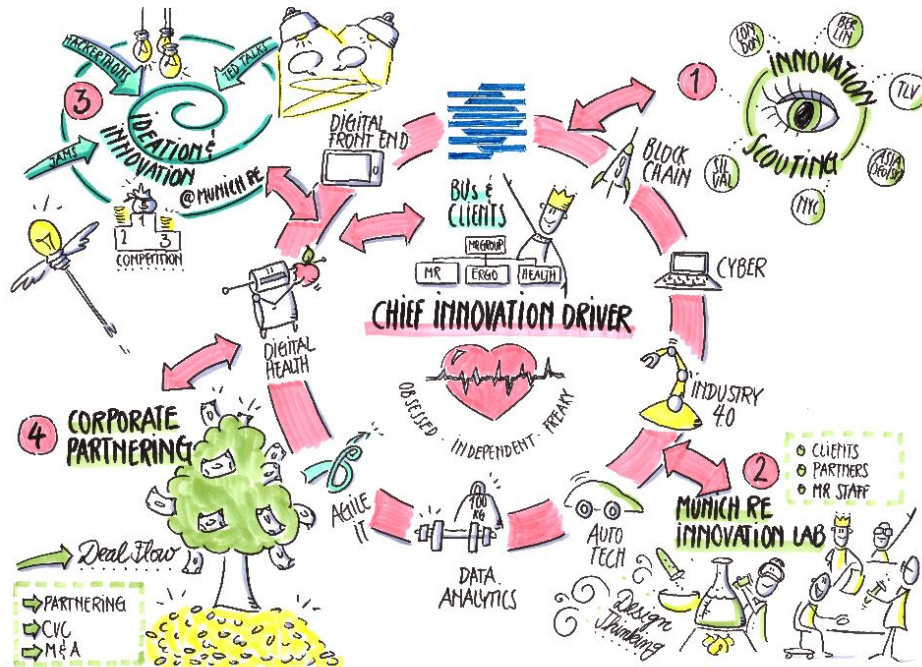 HACKERTHONS
TED TALKS
JAMS
3
IDEATION &
INNOVATION
@MUNICH RE
1
2
3
COMPETITION
1
INNOVATION
SCOUTING
LON
DON
BER
LIN
TLV
NYC
SIL
VAL
DIGITAL
FRONT END
BLOCK
CHAIN
CYBER
INDUSTRY
4.0
AUTO
TECH
DATA
ANALYTICS
100
KG
AGILE
IT
DIGITAL
HEALTH
BUs &
CLIENTS
MRGROUP
MR
ERGO
HEALTH
CHIEF INNOVATION DRIVER
OBSESSED · INDEPENDENT · FREAKY
2
CLIENTS
PARTNERS
MR STAFF
MUNICH RE
INNOVATION LAB
Design
Thinking
4
CORPORATE
PARTNERING
Deal Flow
PARTNERING
CVC
M&A